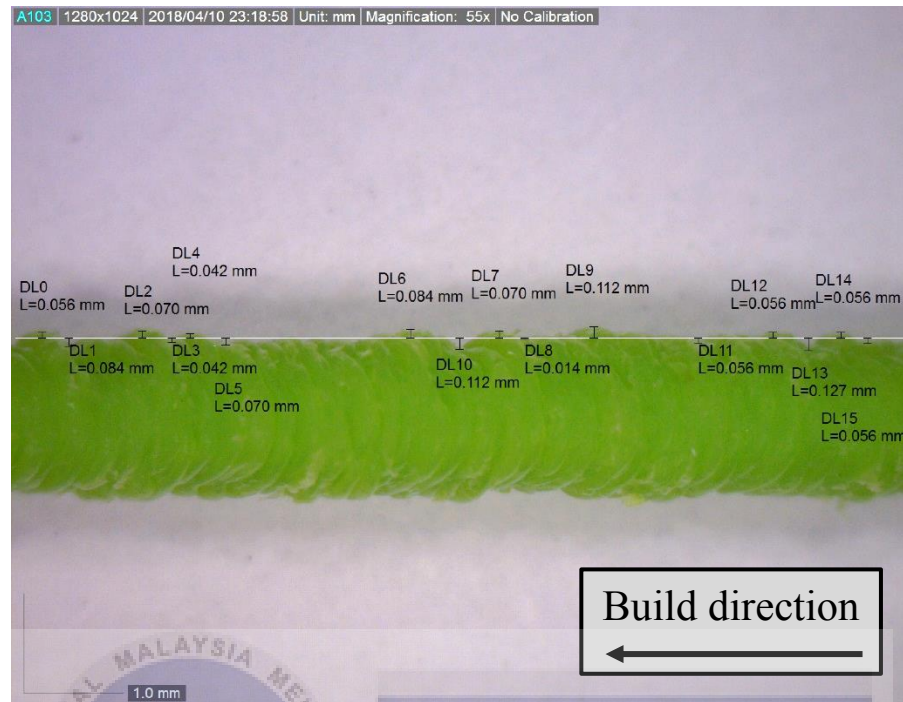 A103 1280x1024 2018/04/10 23:18:58 Unit: mm Magnification: 55x No Calibration
DL4
L=0.042 mm
DL0
L=0.056 mm
DL2
L=0.070 mm
DL6
L=0.084 mm
DL7
L=0.070 mm
DL9
L=0.112 mm
DL12
L=0.056 mm
DL14
L=0.056 mm
DL1
L=0.084 mm
DL3
L=0.042 mm
DL5
L=0.070 mm
DL10
L=0.112 mm
DL8
L=0.014 mm
DL11
L=0.056 mm
DL13
L=0.127 mm
DL15
L=0.056 mm
Build direction
MALAYSIA
1.0 mm